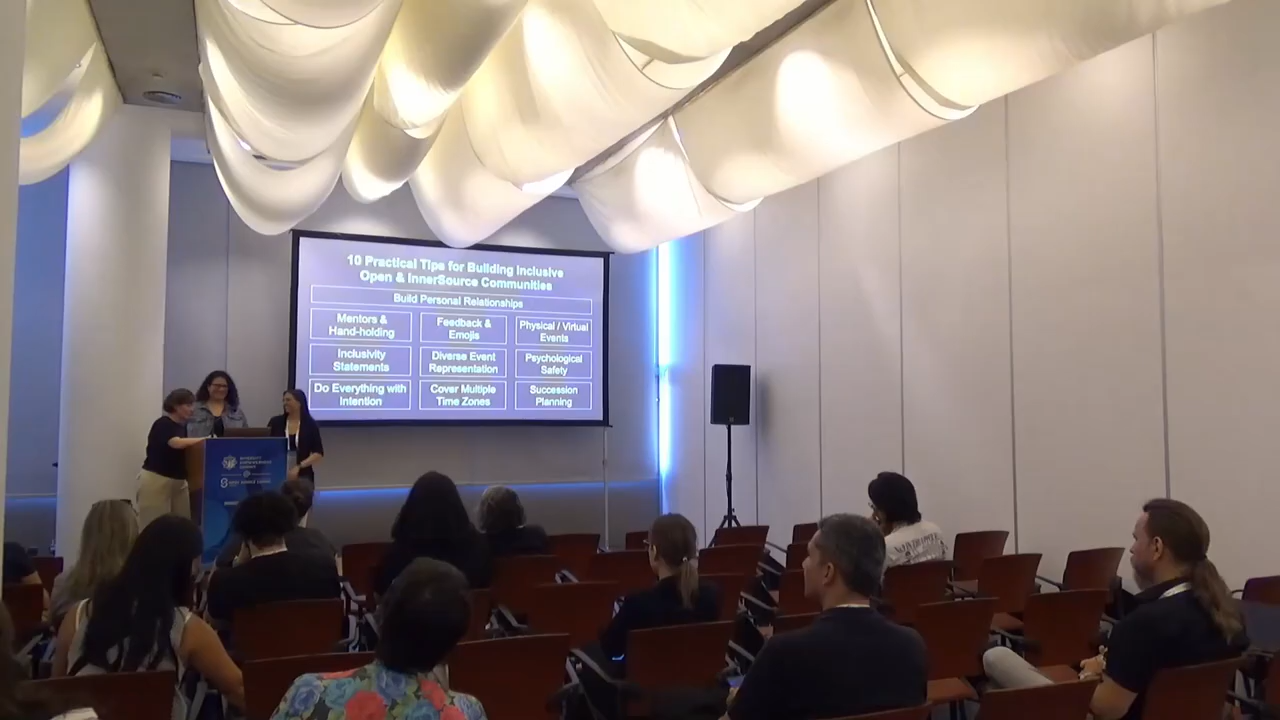 10 Practical Tips for Building Inclusive
Open & InnerSource Communities
Build Personal Relationships
Mentors &
Hand-holding
Feedback &
Emojis
Physical / Virtual
Events
Inclusivity
Statements
Diverse Event
Representation
Psychological
Safety
Do Everything with
Intention
Cover Multiple
Time Zones
Succession
Planning